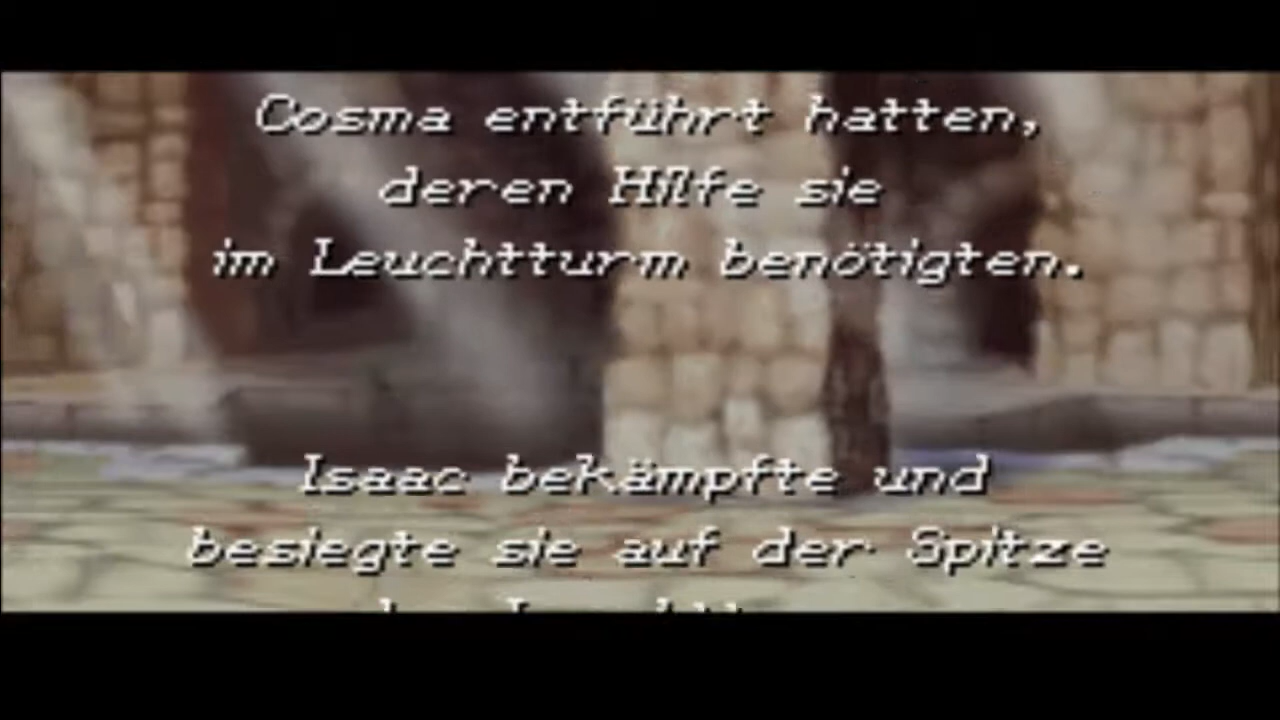 Cosma entführt hatten,
deren Hilfe sie
im Leuchtturm benötigten.
Isaac bekämpfte und
besiegte sie auf der Spitze